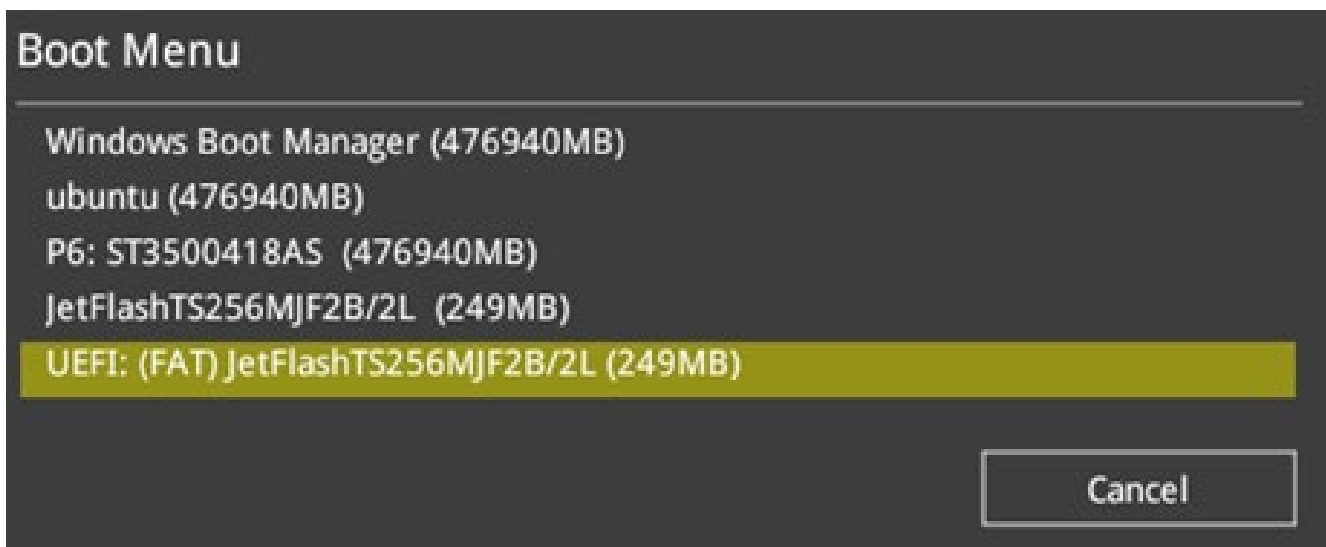 Boot Menu
Windows Boot Manager (476940MB)
ubuntu (476940MB)
P6: ST3500418AS  (476940MB)
JetFlashTS256MJF2B/2L  (249MB)
UEFI: (FAT) JetFlashTS256MJF2B/2L (249MB)
Cancel